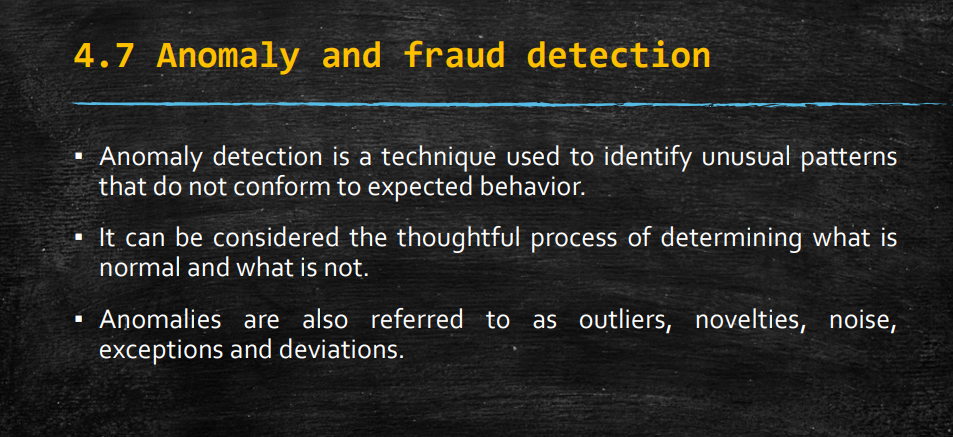 4.7 Anomaly and fraud detection
▪ Anomaly detection is a technique used to identify unusual patterns
that do not conform to expected behavior.
▪ It can be considered the thoughtful process of determining what is
normal and what is not.
▪ Anomalies are also referred to as outliers, novelties, noise,
exceptions and deviations.